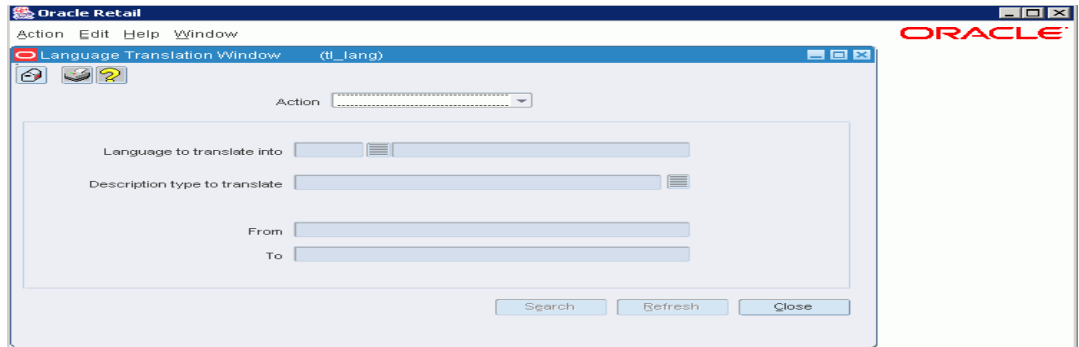 Oracle Retail
Action Edit Help Window
ORACLE
Language Translation Window (tl_lang)
Action
Language to translate into
Description type to translate
From
To
Search Refresh Close